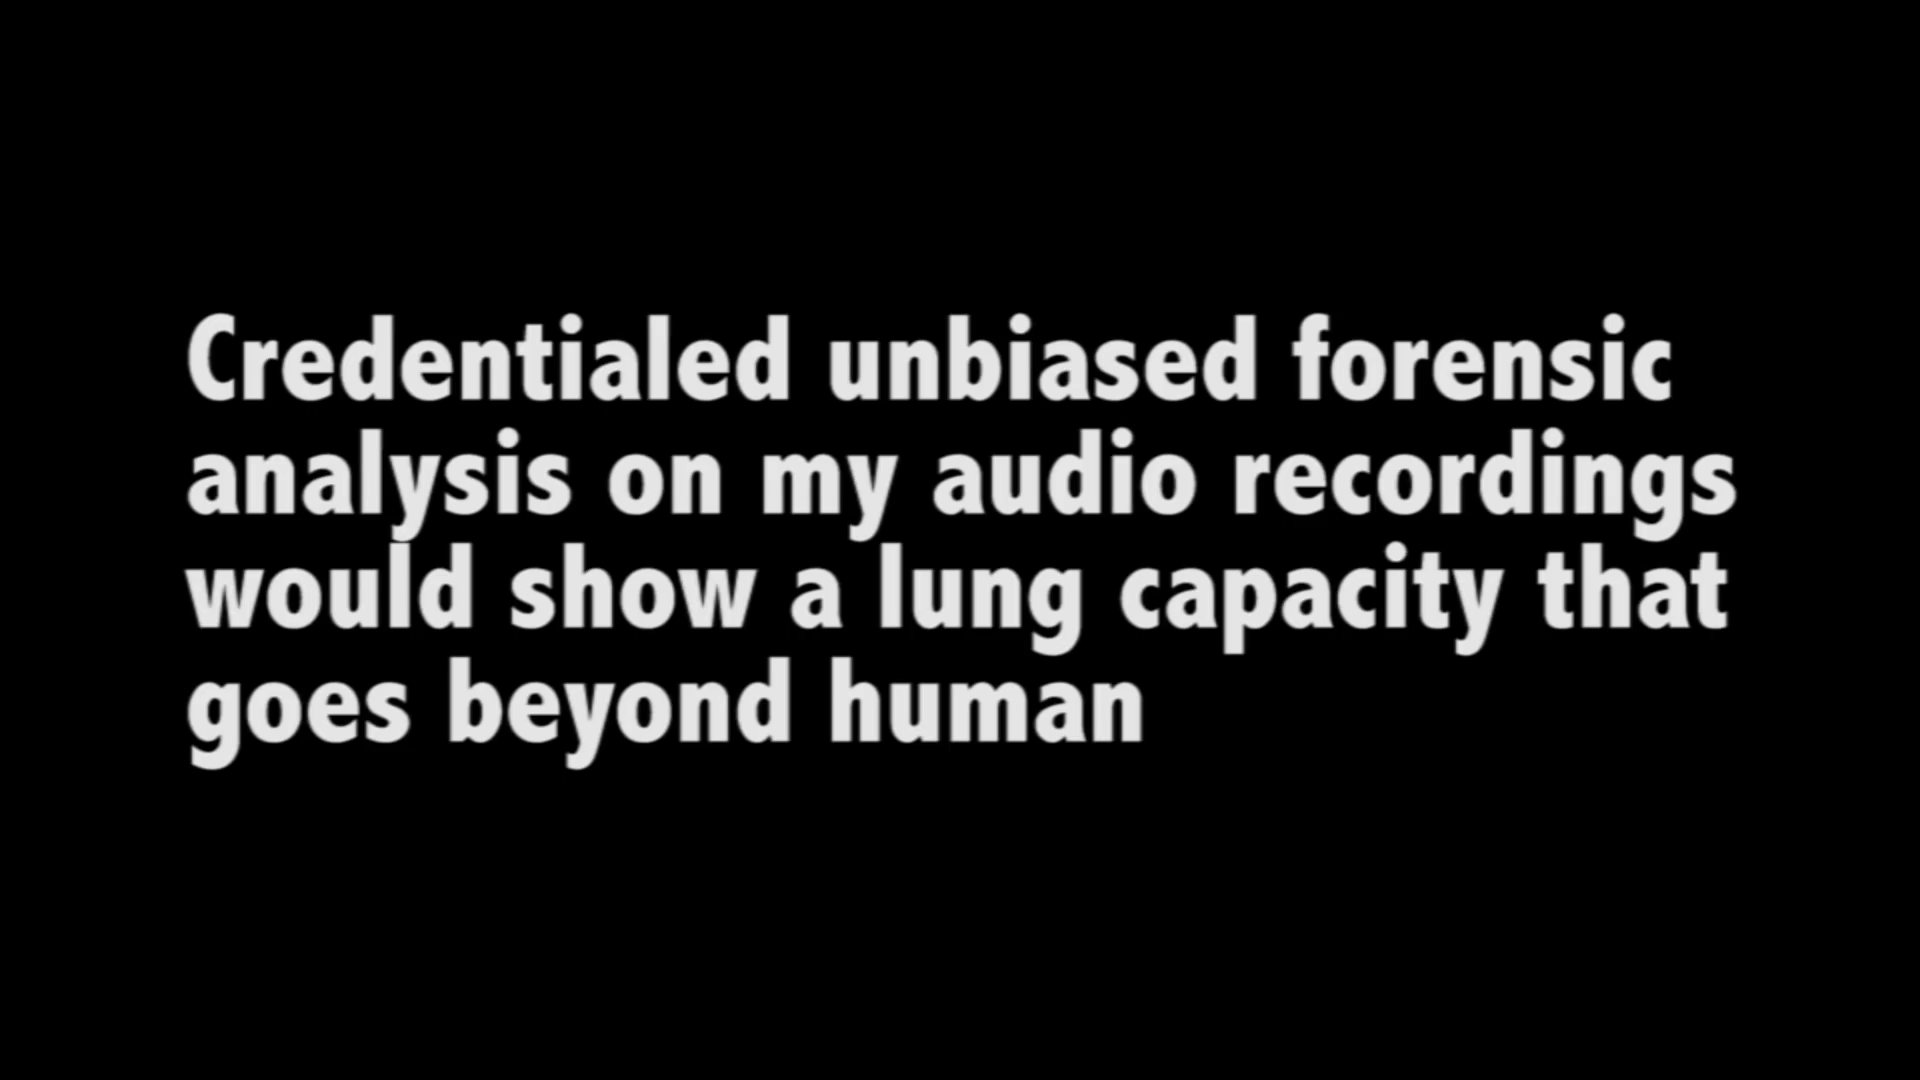 Credentialed unbiased forensic
analysis on my audio recordings
would show a lung capacity that
goes beyond human